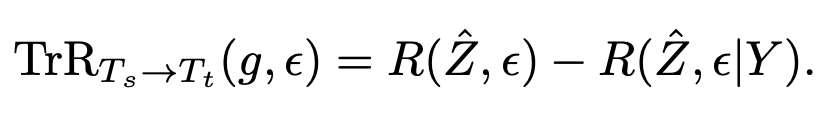 TrR_{T_s→T_t}(g, ϵ) = R(Ẑ, ϵ) − R(Ẑ, ϵ|Y).